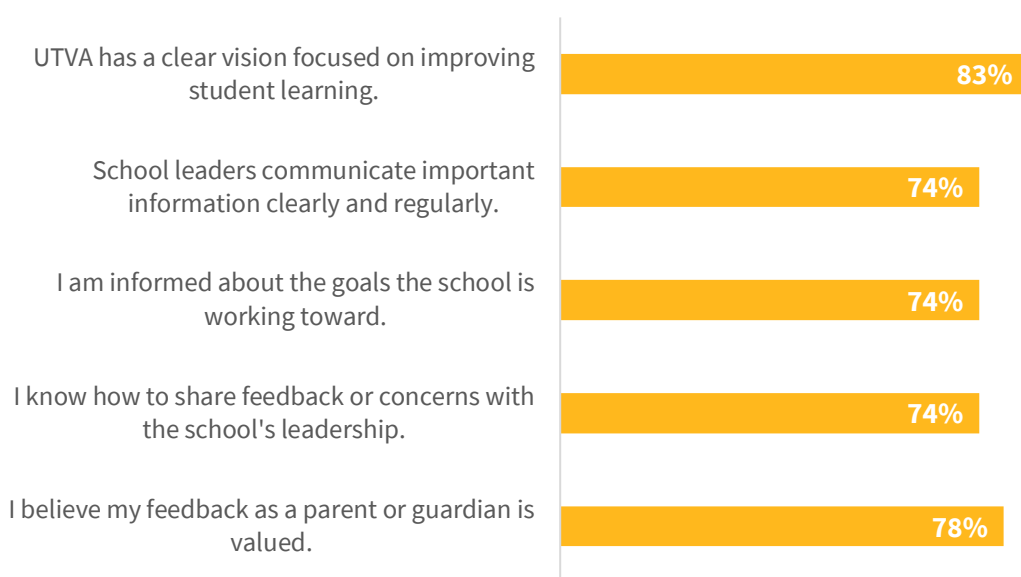 UTVA has a clear vision focused on improving
student learning.
83%
School leaders communicate important
information clearly and regularly.
74%
I am informed about the goals the school is
working toward.
74%
I know how to share feedback or concerns with
the school's leadership.
74%
I believe my feedback as a parent or guardian is
valued.
78%